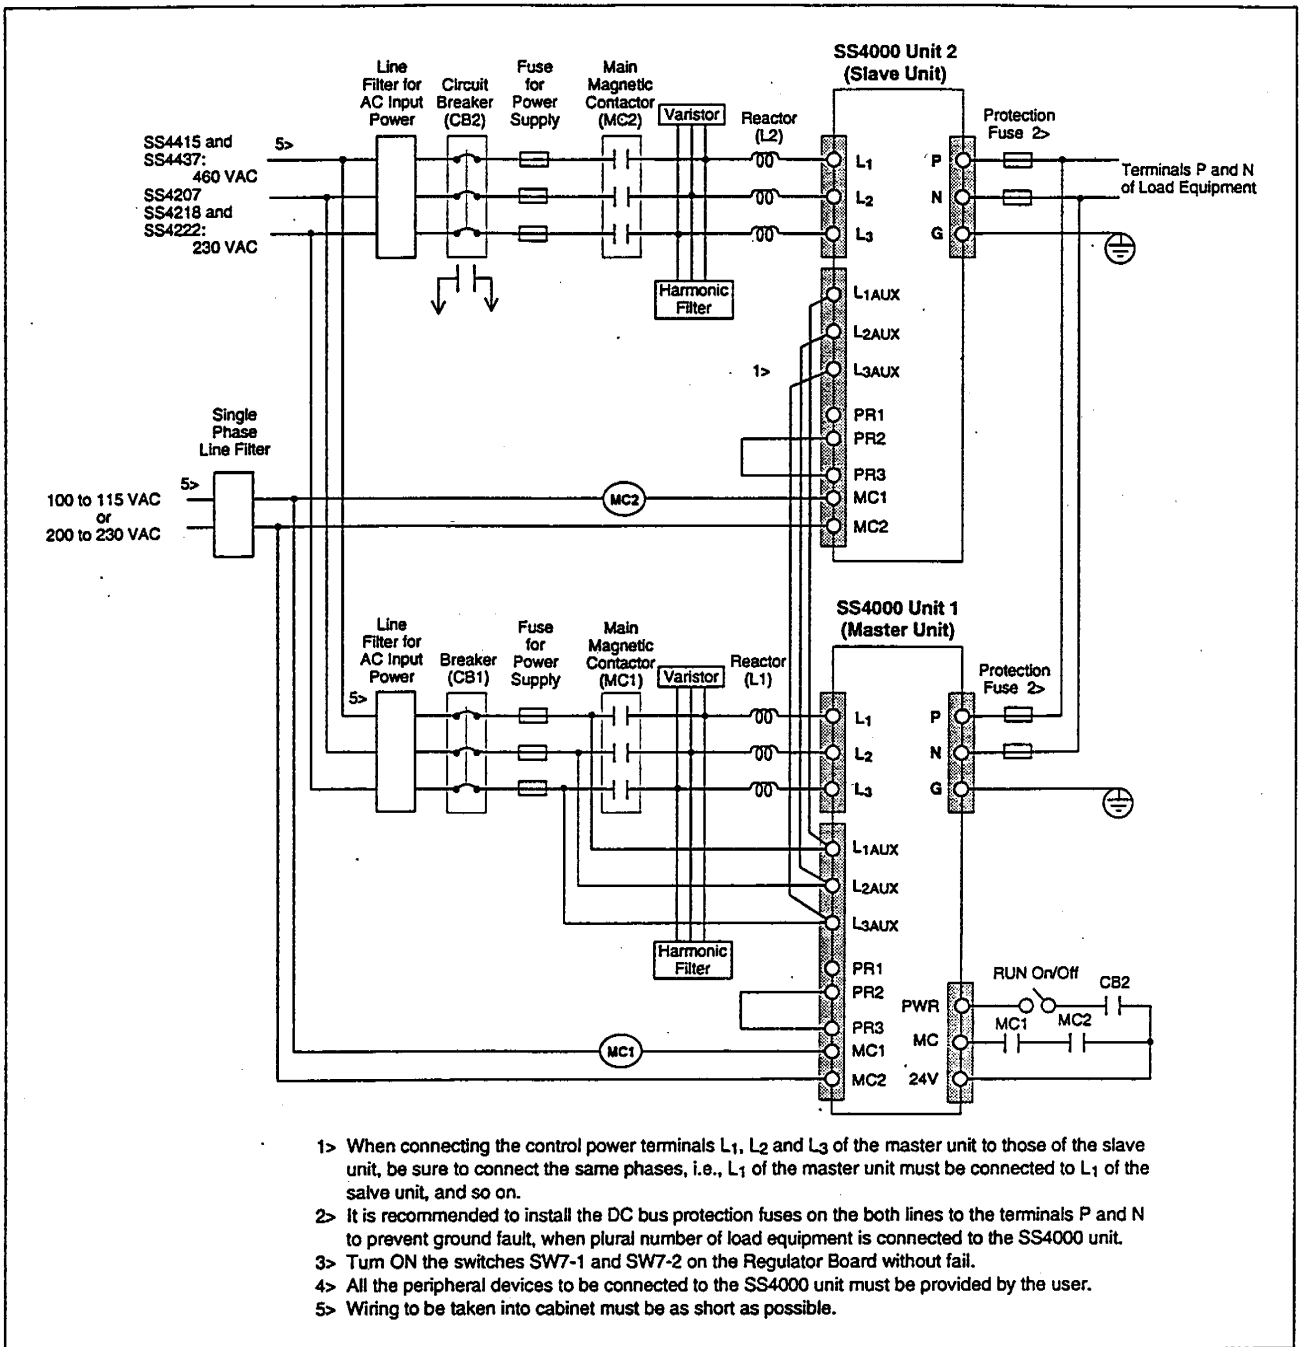 SS4000 Unit 2
(Slave Unit)
Line
Filter for
AC Input
Power
Circuit
Breaker
(CB2)
Fuse
for
Power
Supply
Main
Magnetic
Contactor
(MC2)
Varistor
Reactor
(L2)
Protection
Fuse 2>
SS4415 and
SS4437:
460 VAC
SS4207
SS4218 and
SS4222:
230 VAC
5>
L1
L2
L3
P
N
G
Terminals P and N
of Load Equipment
Harmonic
Filter
L1AUX
L2AUX
L3AUX
1>
PR1
PR2
PR3
MC1
MC2
Single
Phase
Line Filter
5>
100 to 115 VAC
or
200 to 230 VAC
MC2
SS4000 Unit 1
(Master Unit)
Line
Filter for
AC Input
Power
Breaker
(CB1)
Fuse
for
Power
Supply
Main
Magnetic
Contactor
(MC1)
Varistor
Reactor
(L1)
Protection
Fuse 2>
5>
L1
L2
L3
P
N
G
L1AUX
L2AUX
L3AUX
Harmonic
Filter
PR1
PR2
PR3
MC1
MC2
MC1
RUN On/Off
CB2
PWR
MC1
MC2
MC
24V
1> When connecting the control power terminals L1, L2 and L3 of the master unit to those of the slave
unit, be sure to connect the same phases, i.e., L1 of the master unit must be connected to L1 of the
salve unit, and so on.
2> It is recommended to install the DC bus protection fuses on the both lines to the terminals P and N
to prevent ground fault, when plural number of load equipment is connected to the SS4000 unit.
3> Turn ON the switches SW7-1 and SW7-2 on the Regulator Board without fail.
4> All the peripheral devices to be connected to the SS4000 unit must be provided by the user.
5> Wiring to be taken into cabinet must be as short as possible.